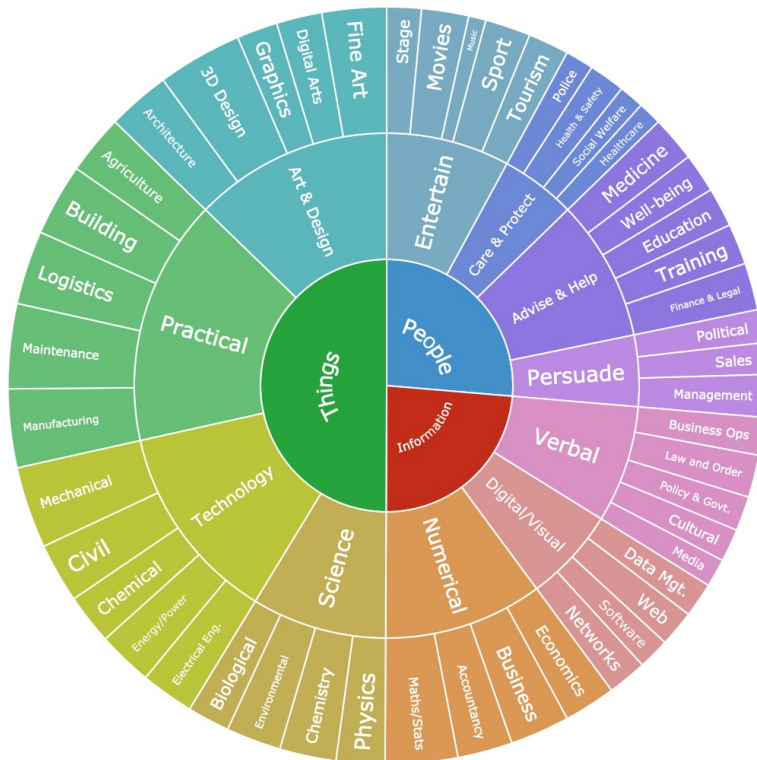 People
Information
Things
Entertain
Care & Protect
Advise & Help
Persuade
Verbal
Digital/Visual
Numerical
Science
Technology
Practical
Art & Design
Stage
Movies
Music
Sport
Tourism
Police
Health & Safety
Social Welfare
Healthcare
Medicine
Well-being
Education
Training
Finance & Legal
Political
Sales
Management
Business Ops
Law and Order
Policy & Govt.
Cultural
Media
Data Mgt.
Web
Software
Networks
Economics
Business
Accountancy
Maths/Stats
Physics
Chemistry
Environmental
Biological
Electrical Eng.
Energy/Power
Chemical
Civil
Mechanical
Manufacturing
Maintenance
Logistics
Building
Agriculture
Architecture
3D Design
Graphics
Digital Arts
Fine Art